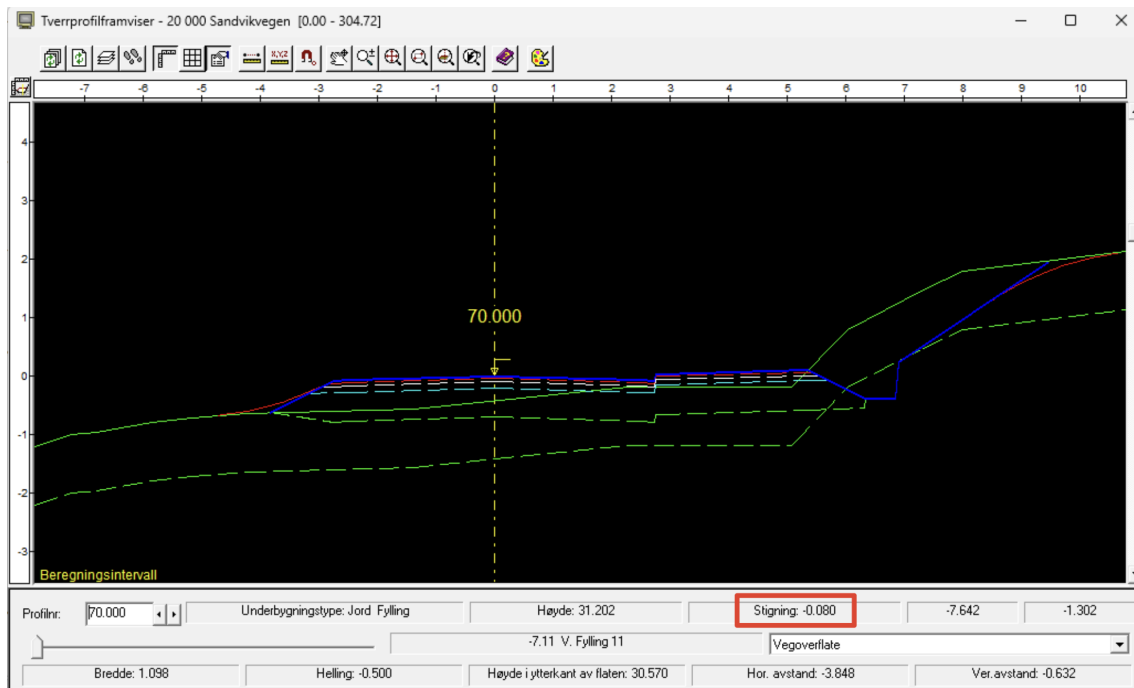 Tverrprofilframviser - 20 000 Sandvikvegen [0.00 - 304.72]
X,Y,Z
-7 -6 -5 -4 -3 -2 -1 0 1 2 3 4 5 6 7 8 9 10
4
3
2
1
70.000
0
-1
-2
-3
Beregningsintervall
Profilnr: 70.000 Underbygningstype: Jord Fylling Høyde: 31.202 Stigning: -0.080 -7.642 -1.302
-7.11 V. Fylling 11 Vegoverflate
Bredde: 1.098 Helling: -0.500 Høyde i ytterkant av flaten: 30.570 Hor. avstand: -3.848 Ver.avstand: -0.632